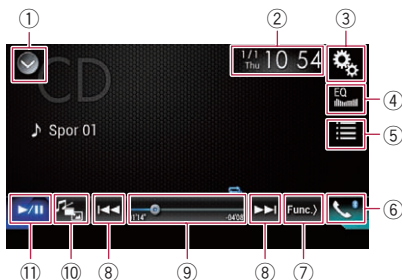 ① ② ③
CD
1/1
Thu 10 54
EQ
④
♪ Spor 01
⑤
Func.
1'14" -04'08"
⑥
⑪ ⑩ ⑧ ⑨ ⑧ ⑦